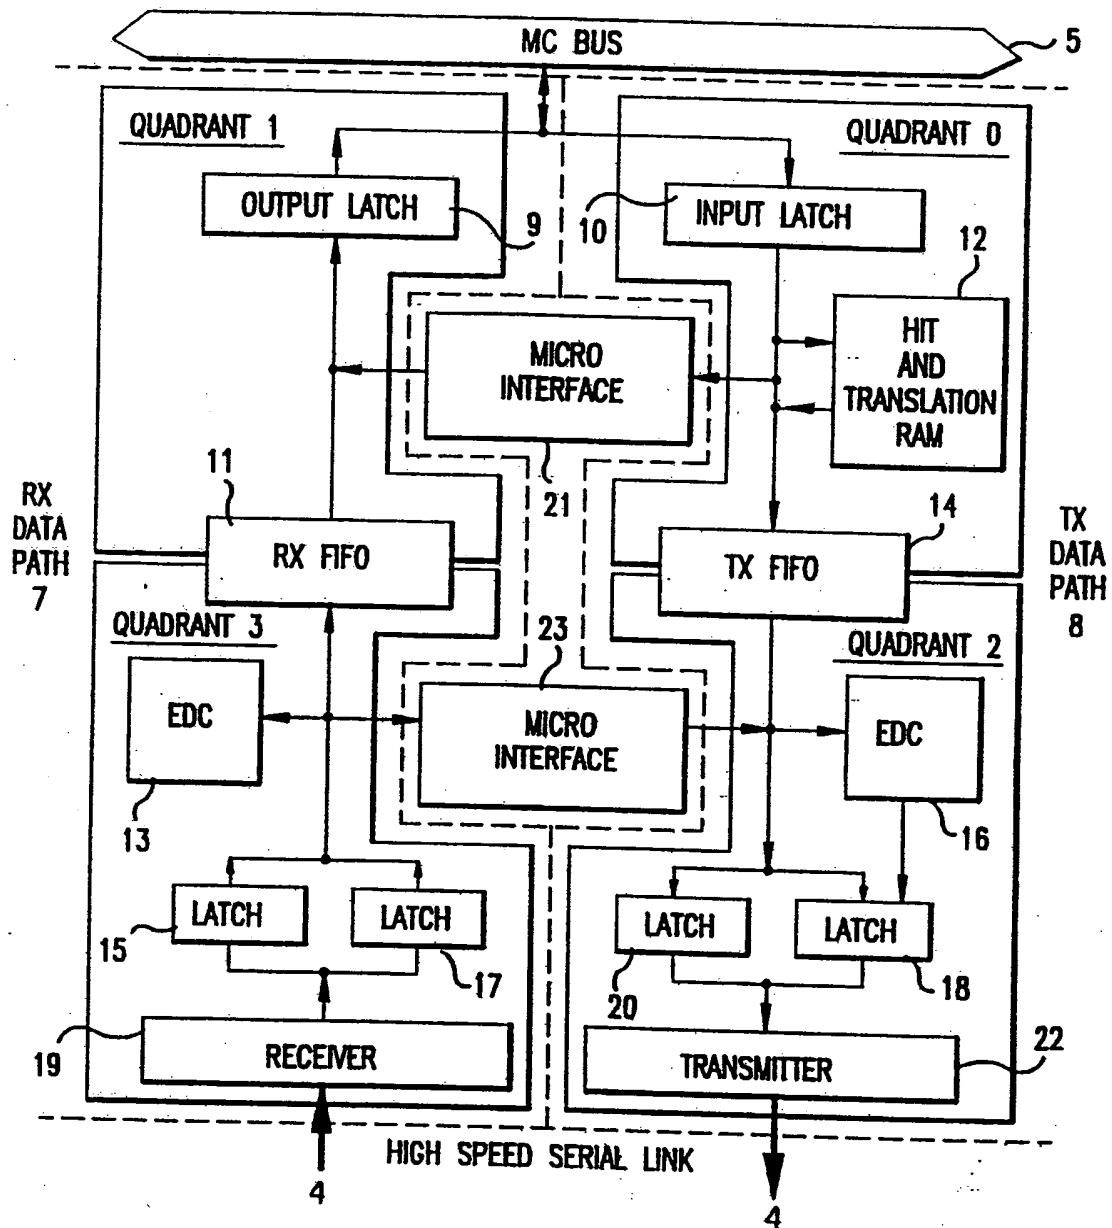 MC BUS
5
QUADRANT 1
QUADRANT 0
OUTPUT LATCH
9
10
INPUT LATCH
12
HIT
AND
TRANSLATION
RAM
MICRO
INTERFACE
21
11
RX FIFO
14
TX FIFO
RX
DATA
PATH
7
TX
DATA
PATH
8
QUADRANT 3
23
QUADRANT 2
EDC
13
MICRO
INTERFACE
EDC
16
LATCH
15
LATCH
17
LATCH
20
LATCH
18
19
RECEIVER
TRANSMITTER
22
HIGH SPEED SERIAL LINK
4
4